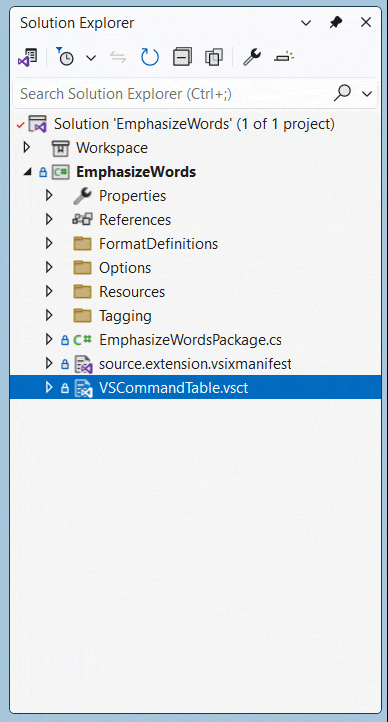 Solution Explorer
Search Solution Explorer (Ctrl+;)
Solution 'EmphasizeWords' (1 of 1 project)
Workspace
C# EmphasizeWords
Properties
References
FormatDefinitions
Options
Resources
Tagging
C# EmphasizeWordsPackage.cs
source.extension.vsixmanifest
VSCommandTable.vsct